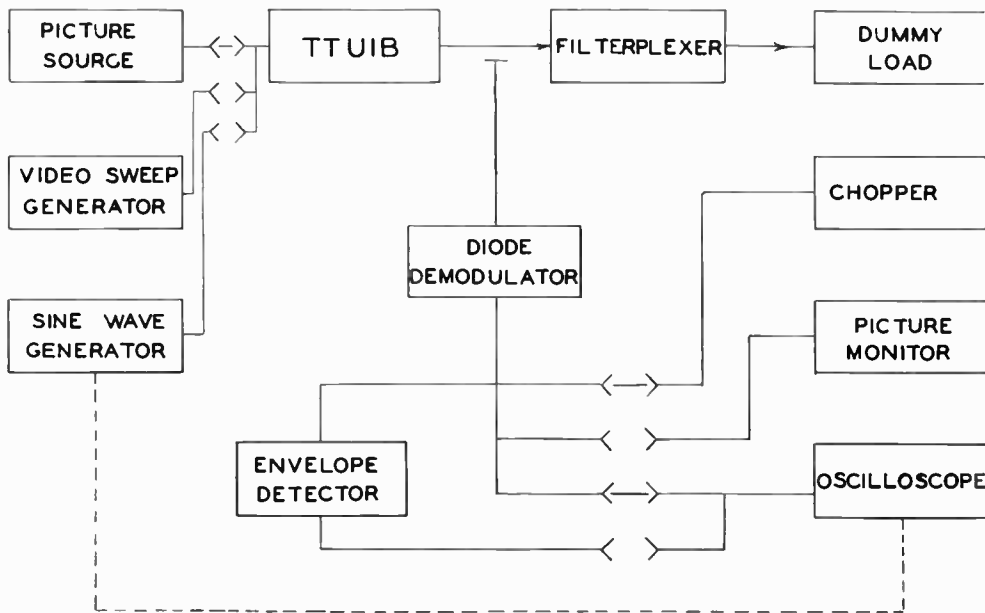 PICTURE
SOURCE
TTUIB
FILTERPLEXER
DUMMY
LOAD
VIDEO SWEEP
GENERATOR
CHOPPER
DIODE
DEMODULATOR
SINE WAVE
GENERATOR
PICTURE
MONITOR
ENVELOPE
DETECTOR
OSCILLOSCOPE